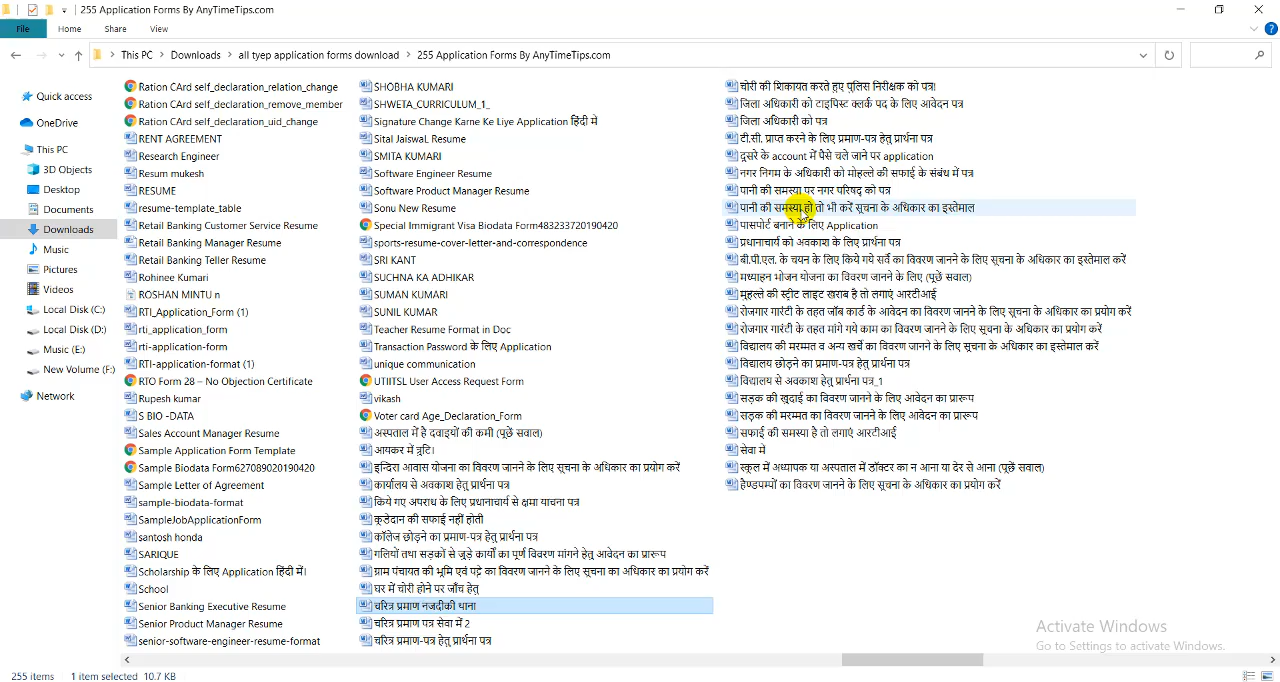 255 Application Forms By AnyTimeTips.com
File Home Share View
This PC > Downloads > all tyep application forms download > 255 Application Forms By AnyTimeTips.com
Quick access
OneDrive
This PC
3D Objects
Desktop
Documents
Downloads
Music
Pictures
Videos
Local Disk (C:)
Local Disk (D:)
Music (E:)
New Volume (F:)
Network
Ration CArd self_declaration_relation_change
Ration CArd self_declaration_remove_member
Ration CArd self_declaration_uid_change
RENT AGREEMENT
Research Engineer
Resum mukesh
RESUME
resume-template_table
Retail Banking Customer Service Resume
Retail Banking Manager Resume
Retail Banking Teller Resume
Rohinee Kumari
ROSHAN MINTU n
RTI_Application_Form (1)
rti_application_form
rti-application-form
RTI-application-format (1)
RTO Form 28 – No Objection Certificate
Rupesh kumar
S BIO -DATA
Sales Account Manager Resume
Sample Application Form Template
Sample Biodata Form627089020190420
Sample Letter of Agreement
sample-biodata-format
SampleJobApplicationForm
santosh honda
SARIQUE
Scholarship के लिए Application हिंदी में।
School
Senior Banking Executive Resume
Senior Product Manager Resume
senior-software-engineer-resume-format
SHOBHA KUMARI
SHWETA_CURRICULUM_1_
Signature Change Karne Ke Liye Application हिंदी में
Sital JaiswaL Resume
SMITA KUMARI
Software Engineer Resume
Software Product Manager Resume
Sonu New Resume
Special Immigrant Visa Biodata Form483233720190420
sports-resume-cover-letter-and-correspondence
SRI KANT
SUCHNA KA ADHIKAR
SUMAN KUMARI
SUNIL KUMAR
Teacher Resume Format in Doc
Transaction Password के लिए Application
unique communication
UTIITSL User Access Request Form
vikash
Voter card Age_Declaration_Form
अस्पताल में है दवाइयों की कमी (पूछें सवाल)
आयकर में त्रुटि।
इन्दिरा आवास योजना का विवरण जानने के लिए सूचना के अधिकार का प्रयोग करें
कार्यालय से अवकाश हेतु प्रार्थना पत्र
किये गए अपराध के लिए प्रधानाचार्य से क्षमा याचना पत्र
कूड़ेदान की सफाई नहीं होती
कॉलेज छोड़ने का प्रमाण-पत्र हेतु प्रार्थना पत्र
गलियों तथा सड़कों से जुड़े कार्यों का पूर्ण विवरण मांगने हेतु आवेदन का प्रारूप
ग्राम पंचायत की भूमि एवं पट्टे का विवरण जानने के लिए सूचना का अधिकार का प्रयोग करें
घर में चोरी होने पर जाँच हेतु
चरित्र प्रमाण नजदीकी थाना
चरित्र प्रमाण पत्र सेवा में 2
चरित्र प्रमाण-पत्र हेतु प्रार्थना पत्र
चोरी की शिकायत करते हुए पुलिस निरीक्षक को पत्र।
जिला अधिकारी को टाइपिस्ट क्लर्क पद के लिए आवेदन पत्र
जिला अधिकारी को पत्र
टी.सी. प्राप्त करने के लिए प्रमाण-पत्र हेतु प्रार्थना पत्र
दूसरे के account में पैसे चले जाने पर application
नगर निगम के अधिकारी को मोहल्ले की सफाई के संबंध में पत्र
पानी की समस्या पर नगर परिषद् को पत्र
पानी की समस्या हो तो भी करें सूचना के अधिकार का इस्तेमाल
पासपोर्ट बनाने के लिए Application
प्रधानाचार्य को अवकाश के लिए प्रार्थना पत्र
बी.पी.एल. के चयन के लिए किये गये सर्वे का विवरण जानने के लिए सूचना के अधिकार का इस्तेमाल करें
मध्याहन भोजन योजना का विवरण जानने के लिए (पूछें सवाल)
मुहल्ले की स्ट्रीट लाइट खराब है तो लगाएं आरटीआई
रोजगार गारंटी के तहत जॉब कार्ड के आवेदन का विवरण जानने के लिए सूचना के अधिकार का प्रयोग करें
रोजगार गारंटी के तहत मांगे गये काम का विवरण जानने के लिए सूचना के अधिकार का प्रयोग करें
विद्यालय की मरम्मत व अन्य खर्चे का विवरण जानने के लिए सूचना के अधिकार का इस्तेमाल करें
विद्यालय छोड़ने का प्रमाण-पत्र हेतु प्रार्थना पत्र
विद्यालय से अवकाश हेतु प्रार्थना पत्र_1
सड़क की खुदाई का विवरण जानने के लिए आवेदन का प्रारूप
सड़क की मरम्मत का विवरण जानने के लिए आवेदन का प्रारूप
सफाई की समस्या है तो लगाएं आरटीआई
सेवा में
स्कूल में अध्यापक या अस्पताल में डॉक्टर का न आना या देर से आना (पूछें सवाल)
हैण्डपम्पों का विवरण जानने के लिए सूचना के अधिकार का प्रयोग करें
Activate Windows
Go to Settings to activate Windows.
255 items 1 item selected 10.7 KB